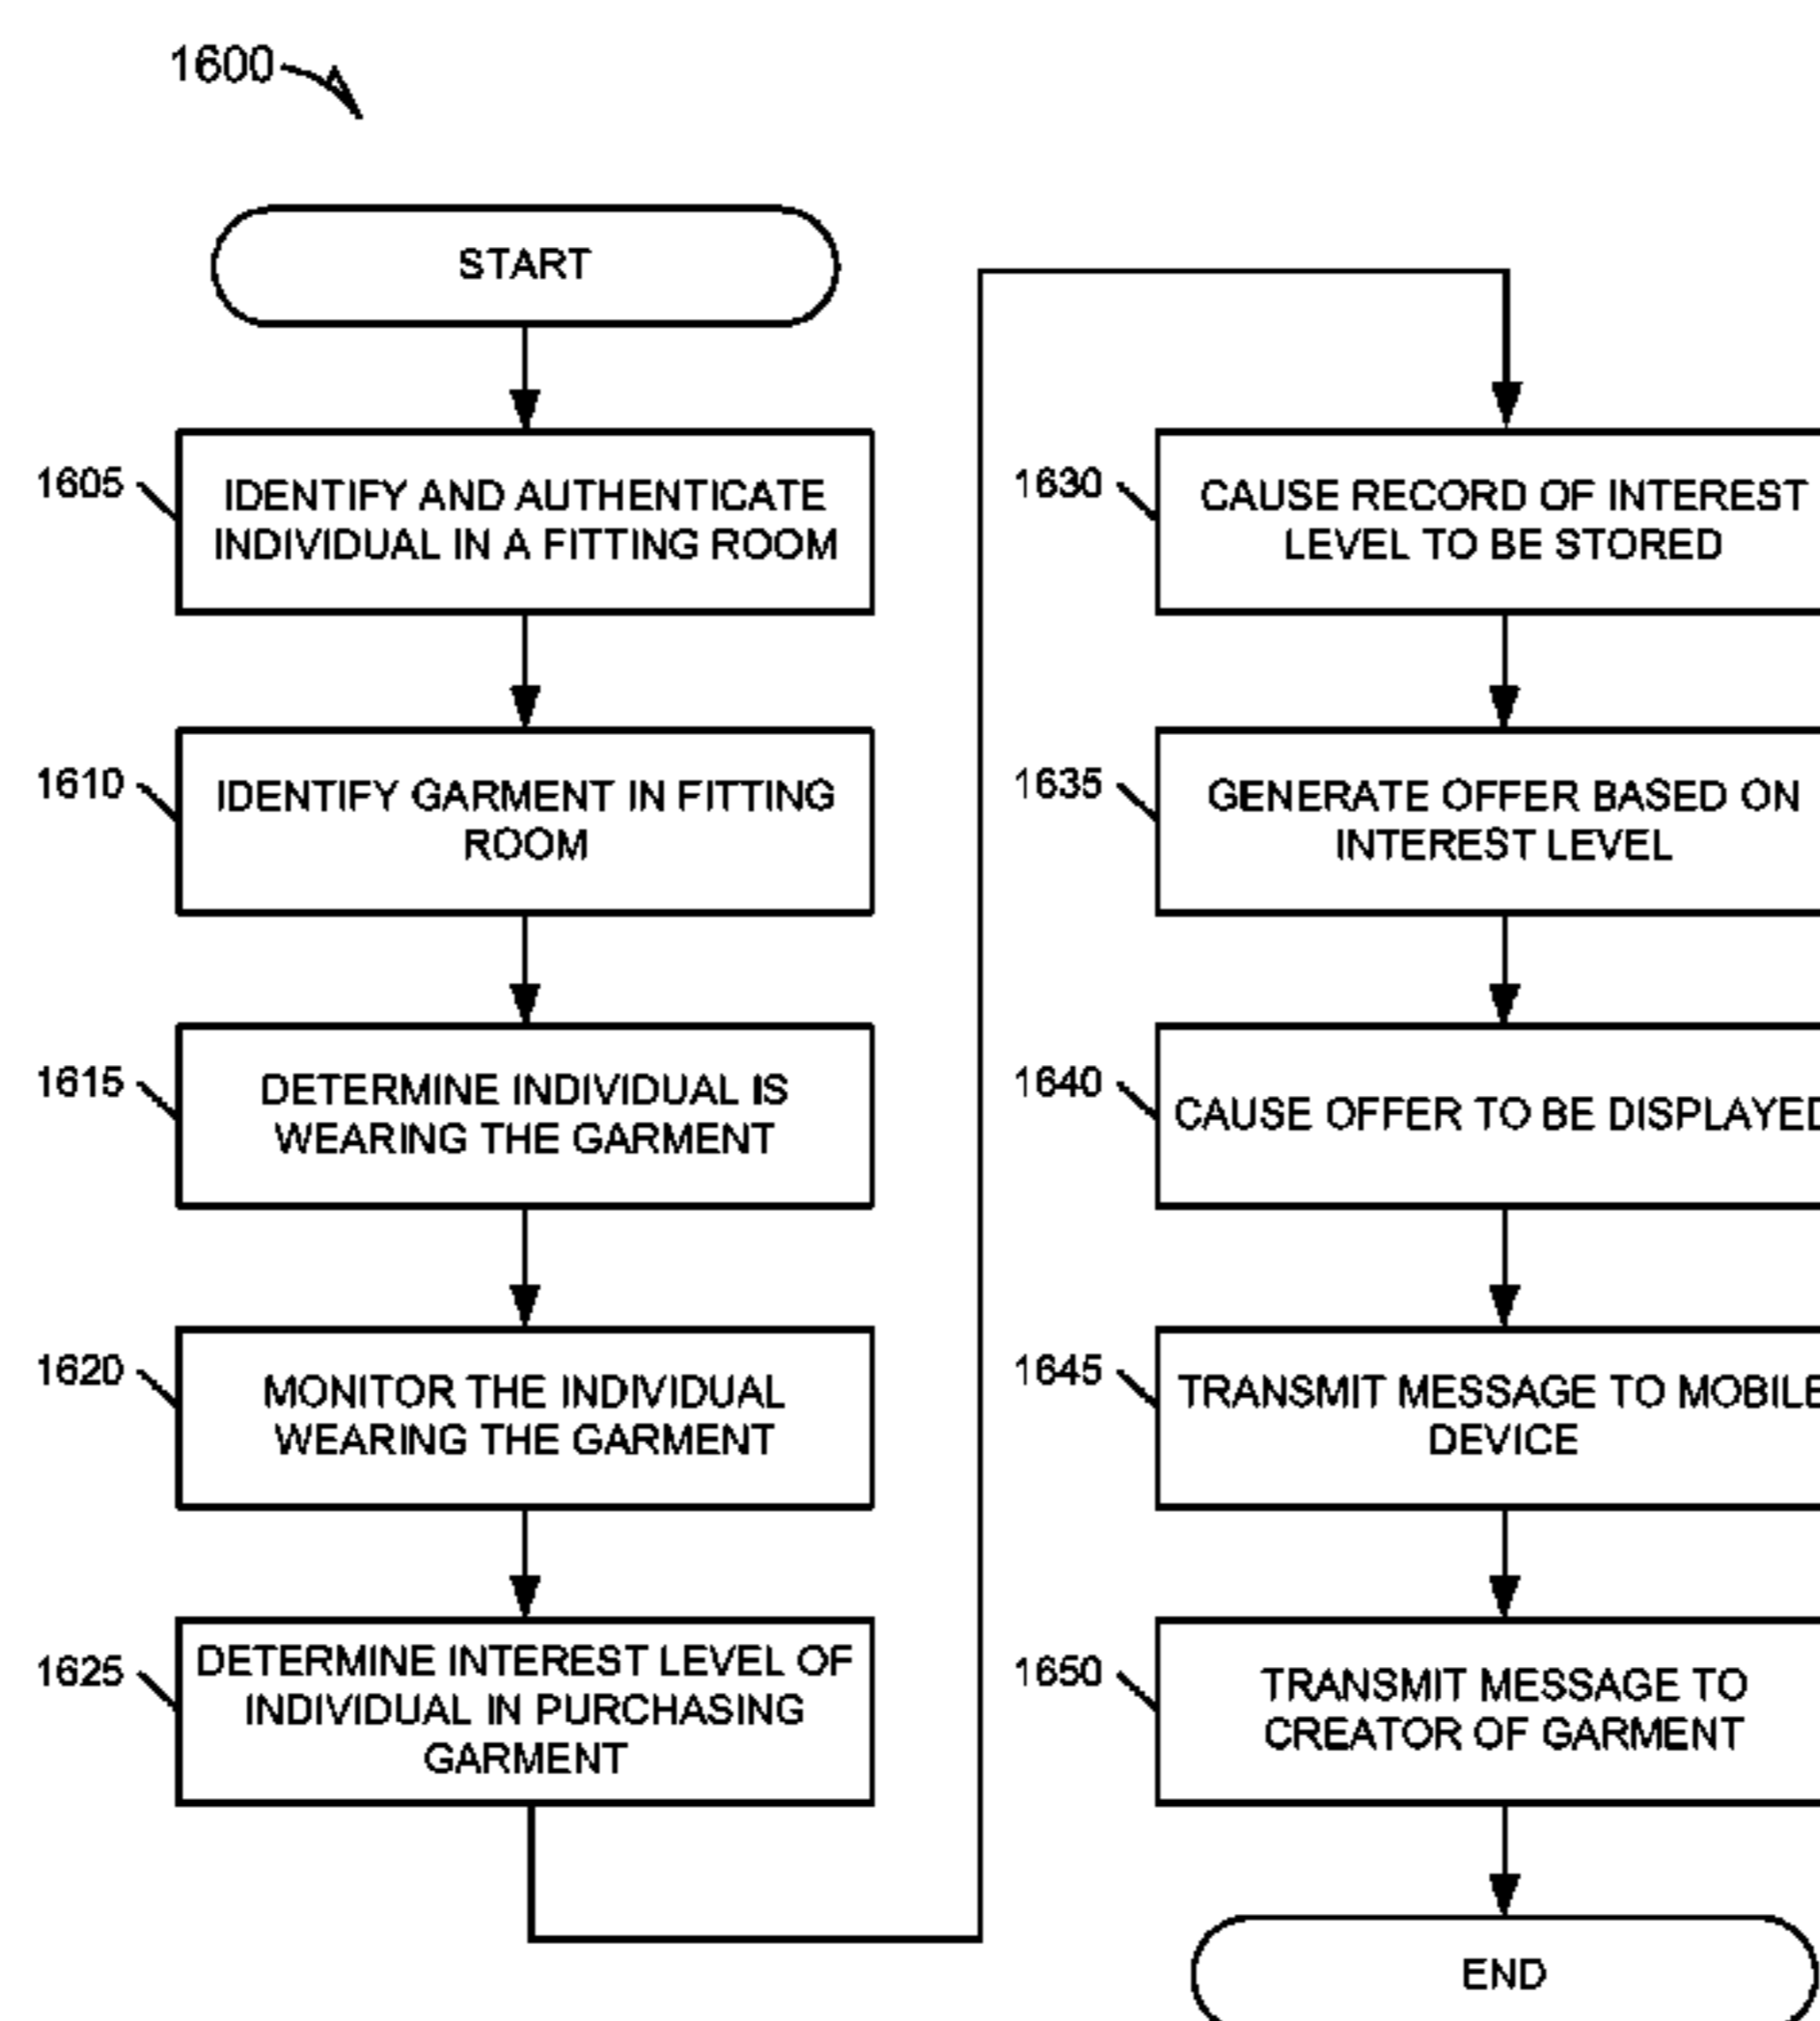 1600
START
1605
IDENTIFY AND AUTHENTICATE
INDIVIDUAL IN A FITTING ROOM
1610
IDENTIFY GARMENT IN FITTING
ROOM
1615
DETERMINE INDIVIDUAL IS
WEARING THE GARMENT
1620
MONITOR THE INDIVIDUAL
WEARING THE GARMENT
1625
DETERMINE INTEREST LEVEL OF
INDIVIDUAL IN PURCHASING
GARMENT
1630
CAUSE RECORD OF INTEREST
LEVEL TO BE STORED
1635
GENERATE OFFER BASED ON
INTEREST LEVEL
1640
CAUSE OFFER TO BE DISPLAYED
1645
TRANSMIT MESSAGE TO MOBILE
DEVICE
1650
TRANSMIT MESSAGE TO
CREATOR OF GARMENT
END